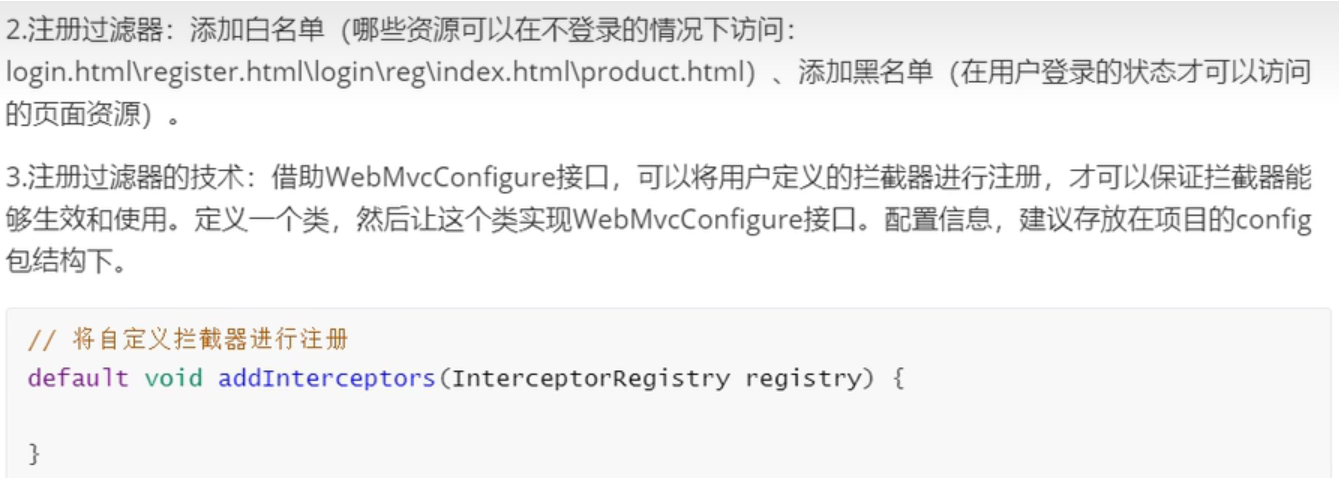 2.注册过滤器：添加白名单（哪些资源可以在不登录的情况下访问：
login.html\register.html\login\reg\index.html\product.html）、添加黑名单（在用户登录的状态才可以访问
的页面资源）。
3.注册过滤器的技术：借助WebMvcConfigure接口，可以将用户定义的拦截器进行注册，才可以保证拦截器能
够生效和使用。定义一个类，然后让这个类实现WebMvcConfigure接口。配置信息，建议存放在项目的config
包结构下。
// 将自定义拦截器进行注册
default void addInterceptors(InterceptorRegistry registry) {
}